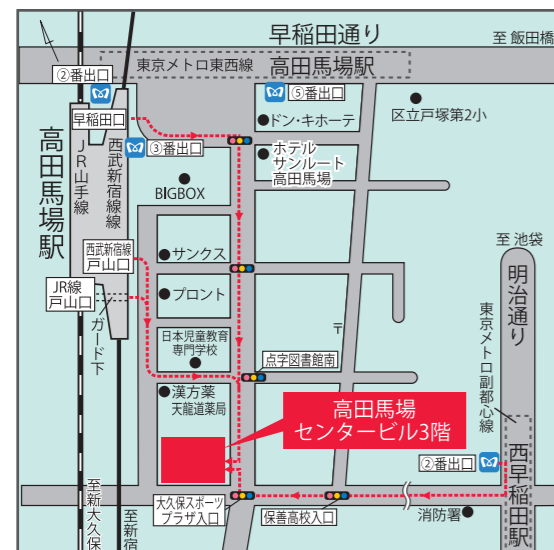 早稲田通り
至 飯田橋
東京メトロ東西線
高田馬場駅
②番出口
⑤番出口
早稲田口
③番出口
ドン・キホーテ
区立戸塚第2小
ホテル
サンルート
高田馬場
高田馬場駅
JR山手線
西武新宿線線
BIGBOX
西武新宿線
戸山口
サンクス
至 池袋
明治通り
JR線
戸山口
プロント
ガード下
〒
東京メトロ副都心線
日本児童教育
専門学校
点字図書館南
漢方薬
天龍道薬局
高田馬場
センタービル3階
②番出口
西早稲田駅
大久保スポーツ
プラザ入口
保善高校入口
消防署
至新大久保
至新宿